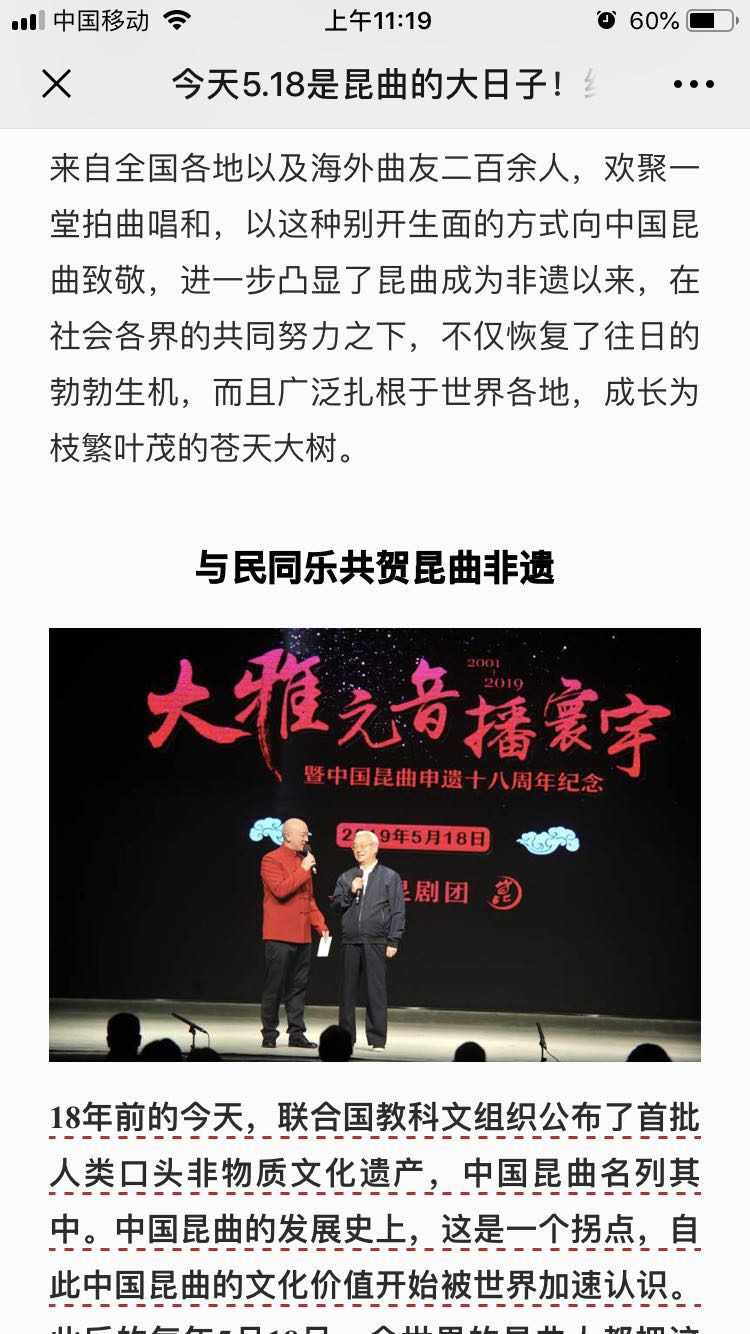 中国移动
上午11:19
60%
今天5.18是昆曲的大日子！
来自全国各地以及海外曲友二百余人，欢聚一
堂拍曲唱和，以这种别开生面的方式向中国昆
曲致敬，进一步凸显了昆曲成为非遗以来，在
社会各界的共同努力之下，不仅恢复了往日的
勃勃生机，而且广泛扎根于世界各地，成长为
枝繁叶茂的苍天大树。
与民同乐共贺昆曲非遗
2001
2019
大雅元音播寰宇
暨中国昆曲申遗十八周年纪念
2019年5月18日
昆剧团
18年前的今天，联合国教科文组织公布了首批
人类口头非物质文化遗产，中国昆曲名列其
中。中国昆曲的发展史上，这是一个拐点，自
此中国昆曲的文化价值开始被世界加速认识。